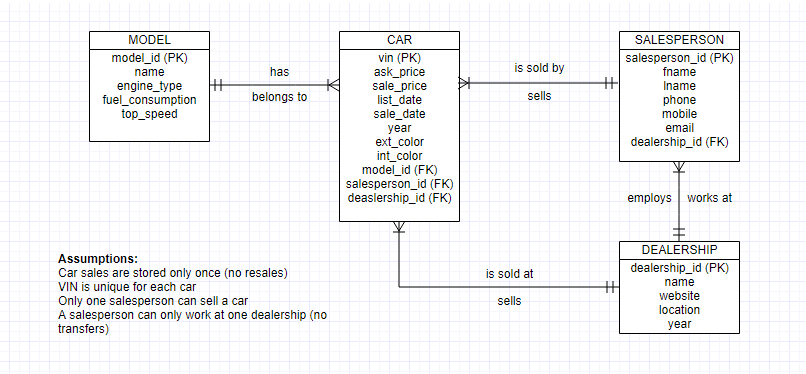 MODEL
model_id (PK)
name
engine_type
fuel_consumption
top_speed
has
belongs to
CAR
vin (PK)
ask_price
sale_price
list_date
sale_date
year
ext_color
int_color
model_id (FK)
salesperson_id (FK)
deaslership_id (FK)
is sold by
sells
SALESPERSON
salesperson_id (PK)
fname
lname
phone
mobile
email
dealership_id (FK)
employs
works at
DEALERSHIP
dealership_id (PK)
name
website
location
year
is sold at
sells
Assumptions:
Car sales are stored only once (no resales)
VIN is unique for each car
Only one salesperson can sell a car
A salesperson can only work at one dealership (no
transfers)